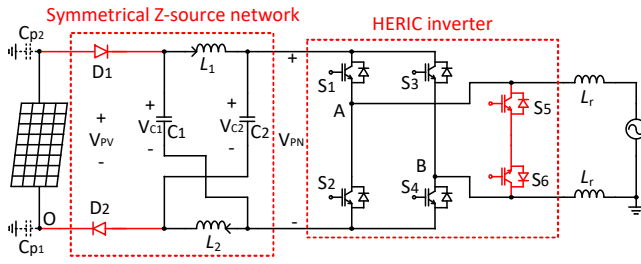 Symmetrical Z-source network
HERIC inverter
Cp2
D1
L1
+
S1
S3
+
VPV
-
+
VC1
-
C1
+
VC2
-
C2
VPN
A
S5
Lr
B
S2
S4
S6
O
D2
L2
-
Lr
Cp1